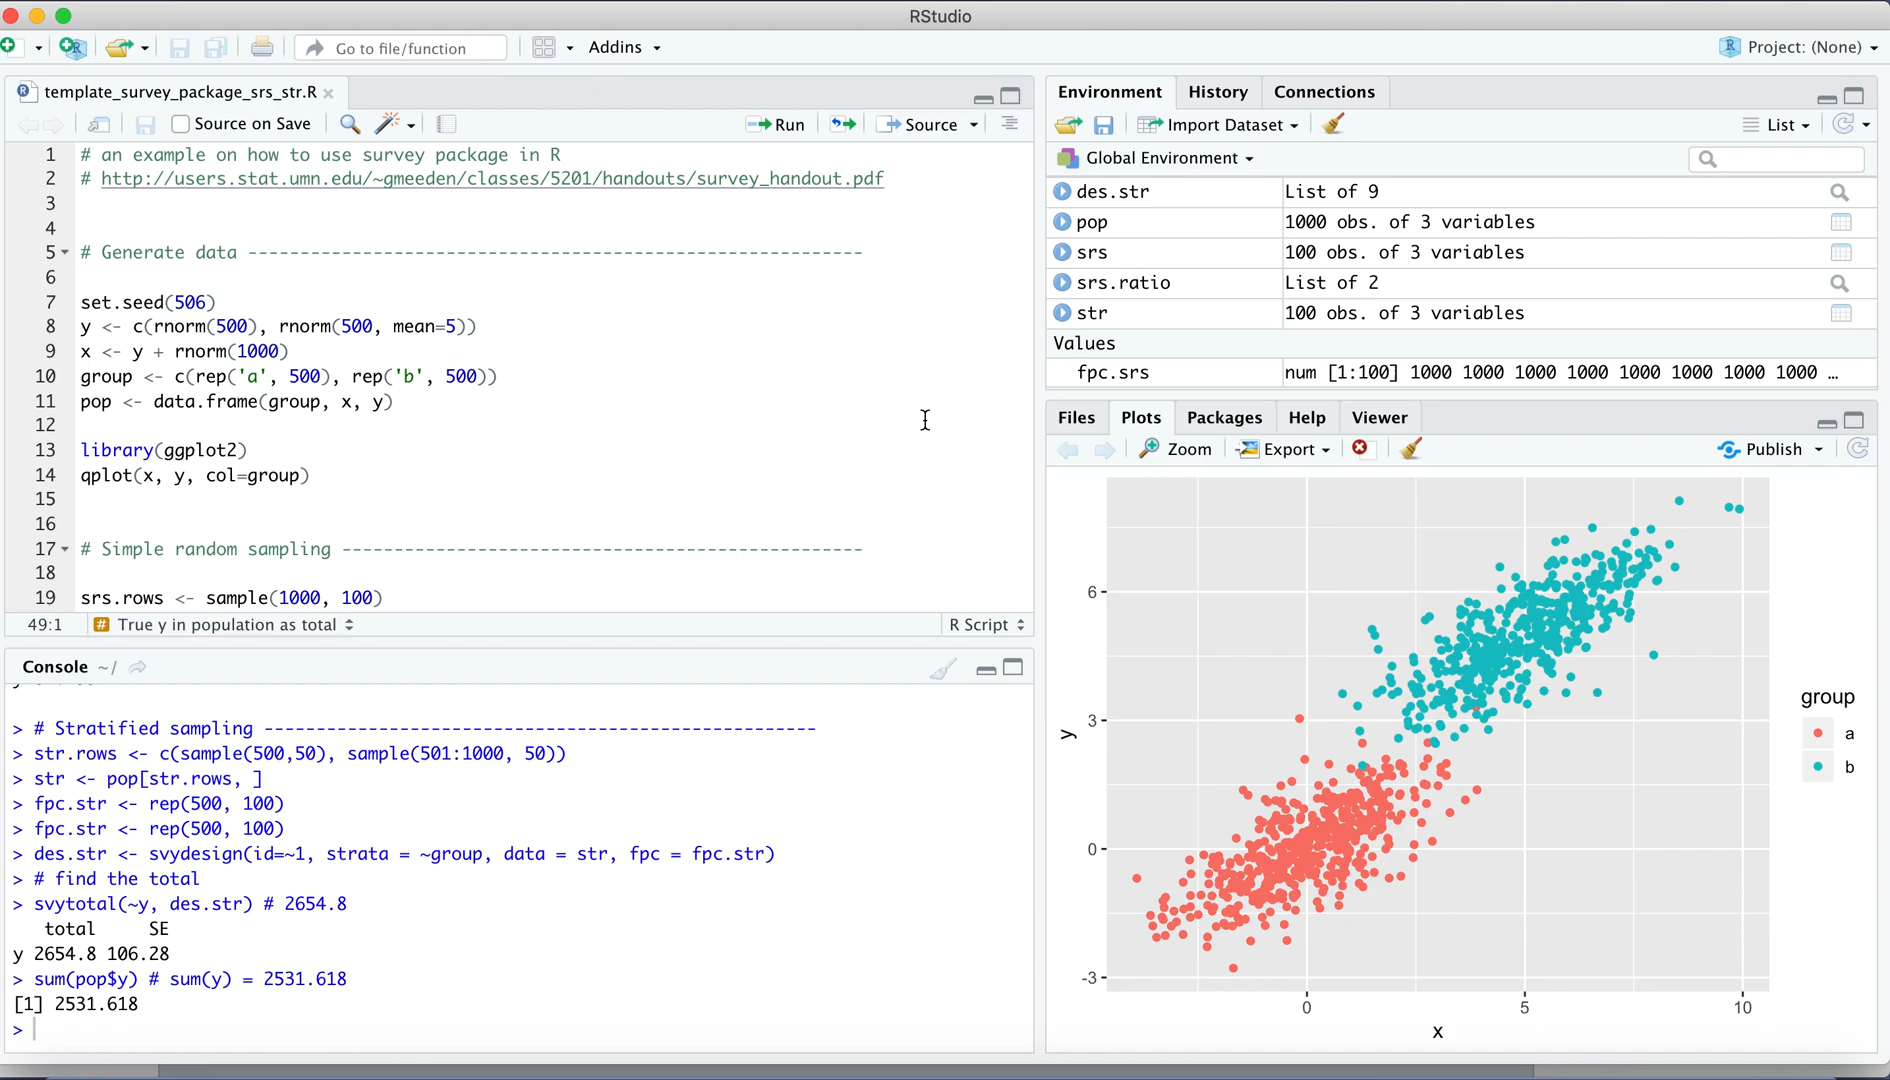 RStudio
Go to file/function
Addins
Project: (None)
template_survey_package_srs_str.R
Source on Save
Run
Source
1 # an example on how to use survey package in R
2 # http://users.stat.umn.edu/~gmeeden/classes/5201/handouts/survey_handout.pdf
3
4
5 # Generate data -----------------------------------------------------------
6
7 set.seed(506)
8 y <- c(rnorm(500), rnorm(500, mean=5))
9 x <- y + rnorm(1000)
10 group <- c(rep('a', 500), rep('b', 500))
11 pop <- data.frame(group, x, y)
12
13 library(ggplot2)
14 qplot(x, y, col=group)
15
16
17 # Simple random sampling --------------------------------------------------
18
19 srs.rows <- sample(1000, 100)
49:1
# True y in population as total
R Script
Console ~/
> # Stratified sampling -----------------------------------------------------
> str.rows <- c(sample(500,50), sample(501:1000, 50))
> str <- pop[str.rows, ]
> fpc.str <- rep(500, 100)
> fpc.str <- rep(500, 100)
> des.str <- svydesign(id=~1, strata = ~group, data = str, fpc = fpc.str)
> # find the total
> svytotal(~y, des.str) # 2654.8
total SE
y 2654.8 106.28
> sum(pop$y) # sum(y) = 2531.618
[1] 2531.618
>
Environment
History
Connections
Import Dataset
List
Global Environment
des.str List of 9
pop 1000 obs. of 3 variables
srs 100 obs. of 3 variables
srs.ratio List of 2
str 100 obs. of 3 variables
Values
fpc.srs num [1:100] 1000 1000 1000 1000 1000 1000 1000 1000 …
Files
Plots
Packages
Help
Viewer
Zoom
Export
Publish
6
3
0
-3
y
0 5 10
x
group
a
b